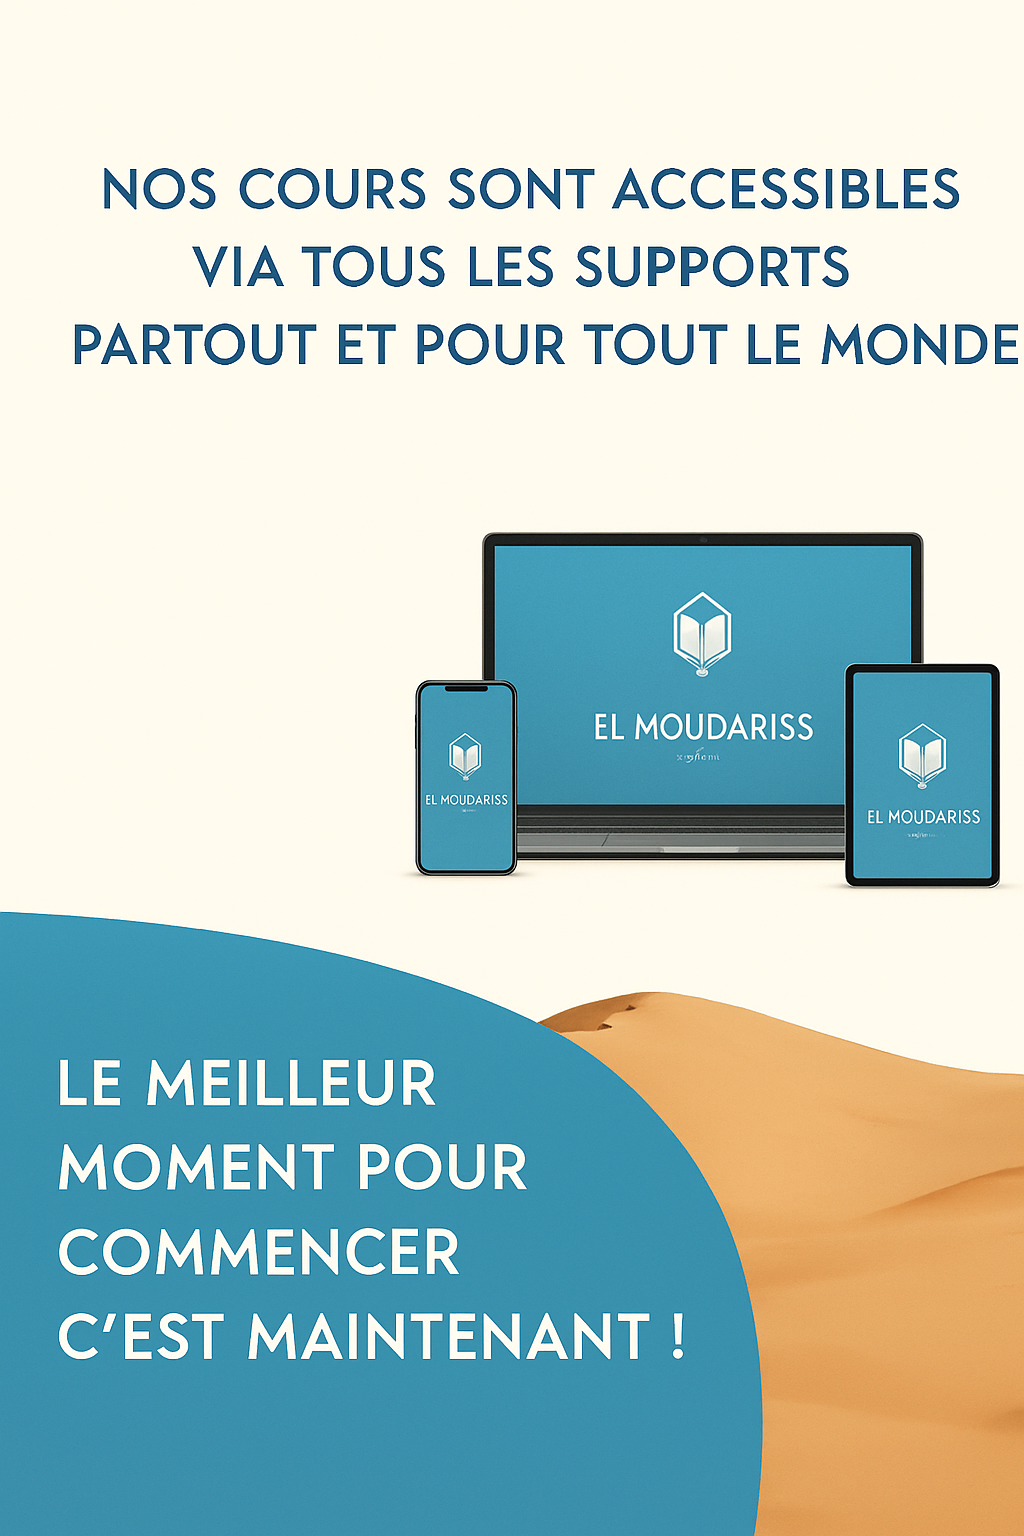 NOS COURS SONT ACCESSIBLES
VIA TOUS LES SUPPORTS
PARTOUT ET POUR TOUT LE MONDE
EL MOUDARISS
EL MOUDARISS
EL MOUDARISS
LE MEILLEUR
MOMENT POUR
COMMENCER
C'EST MAINTENANT !